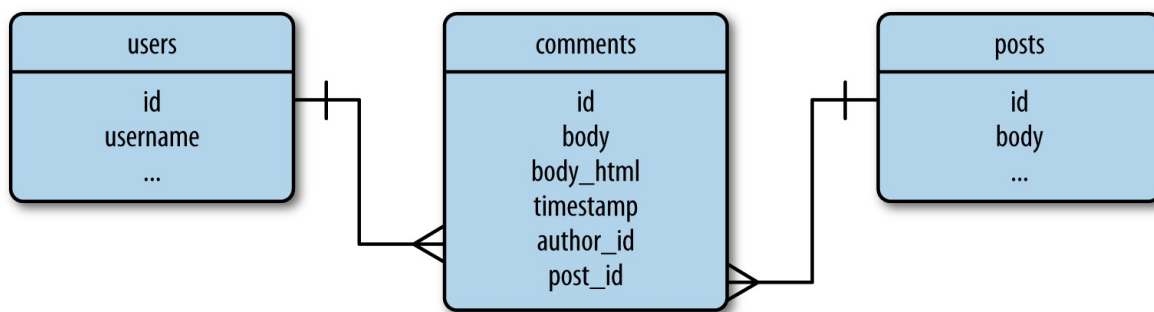 users
id
username
...
comments
id
body
body_html
timestamp
author_id
post_id
posts
id
body
...